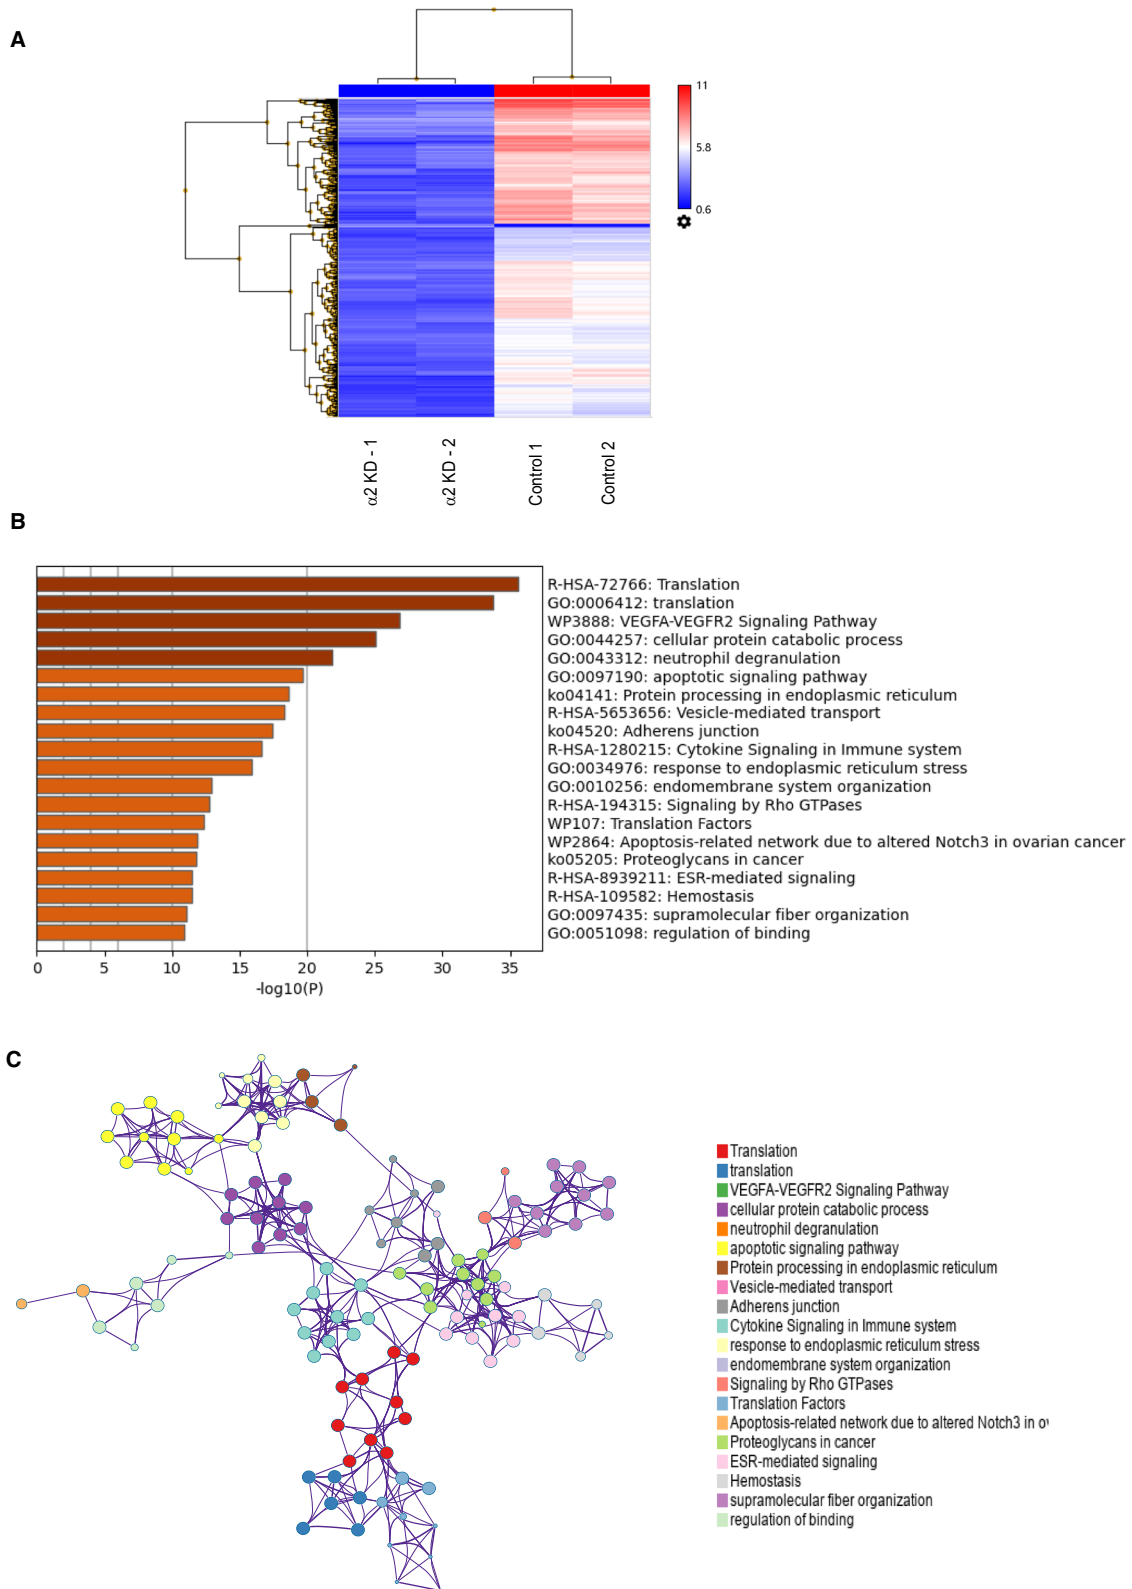 A
11
5.8
0.6
α2 KD - 1
α2 KD - 2
Control 1
Control 2
B
R-HSA-72766: Translation
GO:0006412: translation
WP3888: VEGFA-VEGFR2 Signaling Pathway
GO:0044257: cellular protein catabolic process
GO:0043312: neutrophil degranulation
GO:0097190: apoptotic signaling pathway
ko04141: Protein processing in endoplasmic reticulum
R-HSA-5653656: Vesicle-mediated transport
ko04520: Adherens junction
R-HSA-1280215: Cytokine Signaling in Immune system
GO:0034976: response to endoplasmic reticulum stress
GO:0010256: endomembrane system organization
R-HSA-194315: Signaling by Rho GTPases
WP107: Translation Factors
WP2864: Apoptosis-related network due to altered Notch3 in ovarian cancer
ko05205: Proteoglycans in cancer
R-HSA-8939211: ESR-mediated signaling
R-HSA-109582: Hemostasis
GO:0097435: supramolecular fiber organization
GO:0051098: regulation of binding
0 5 10 15 20 25 30 35
-log10(P)
C
Translation
translation
VEGFA-VEGFR2 Signaling Pathway
cellular protein catabolic process
neutrophil degranulation
apoptotic signaling pathway
Protein processing in endoplasmic reticulum
Vesicle-mediated transport
Adherens junction
Cytokine Signaling in Immune system
response to endoplasmic reticulum stress
endomembrane system organization
Signaling by Rho GTPases
Translation Factors
Apoptosis-related network due to altered Notch3 in
Proteoglycans in cancer
ESR-mediated signaling
Hemostasis
supramolecular fiber organization
regulation of binding